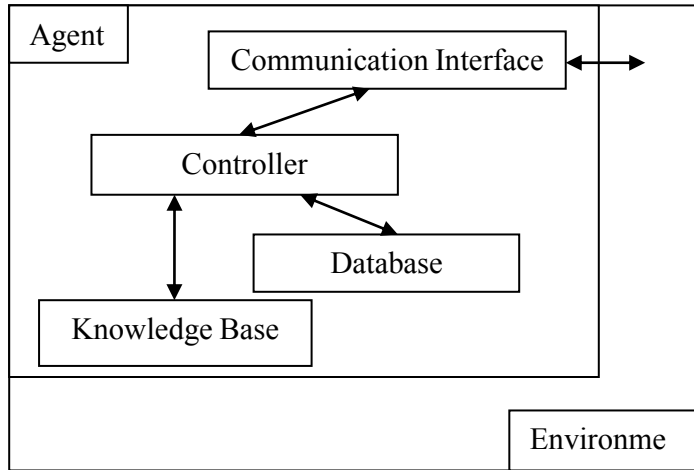 Agent
Communication Interface
Controller
Database
Knowledge Base
Environme